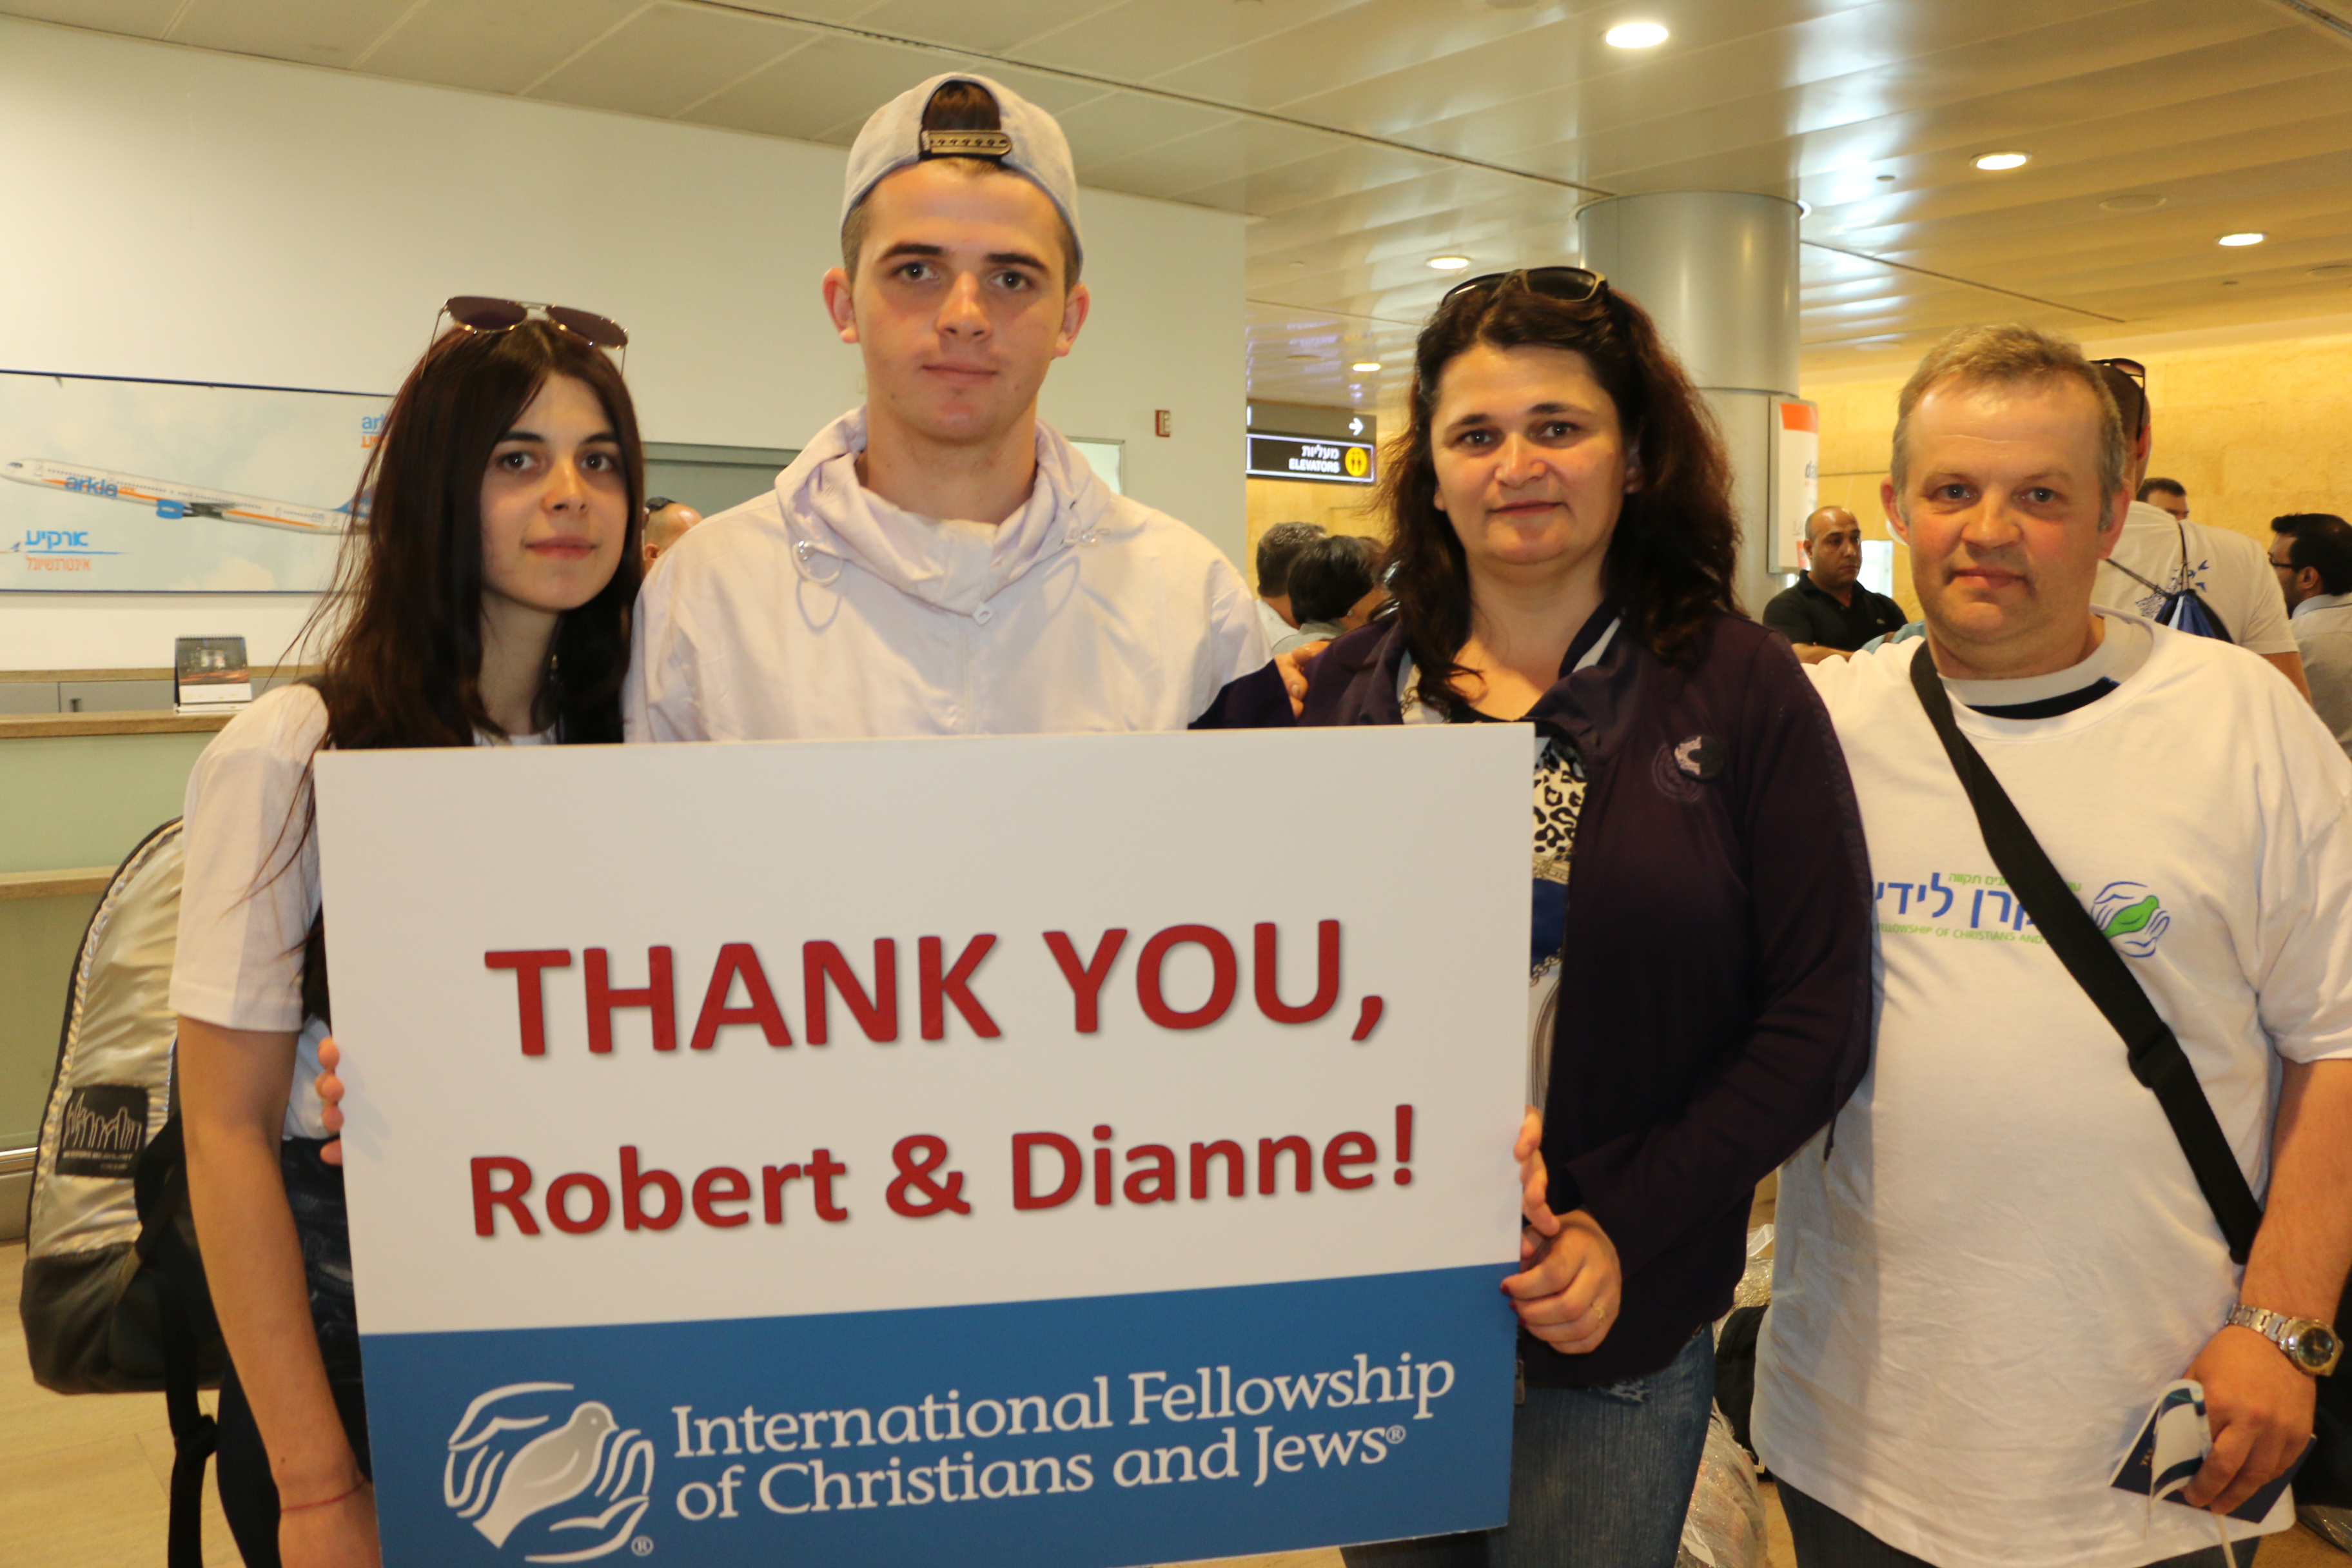 THANK YOU,
Robert & Dianne!
International Fellowship
of Christians and Jews®
®
arkia
ארקיע
אינטרנשיונל
מעליות
ELEVATORS
תקווה
קרן לידי
FELLOWSHIP OF CHRISTIANS AND